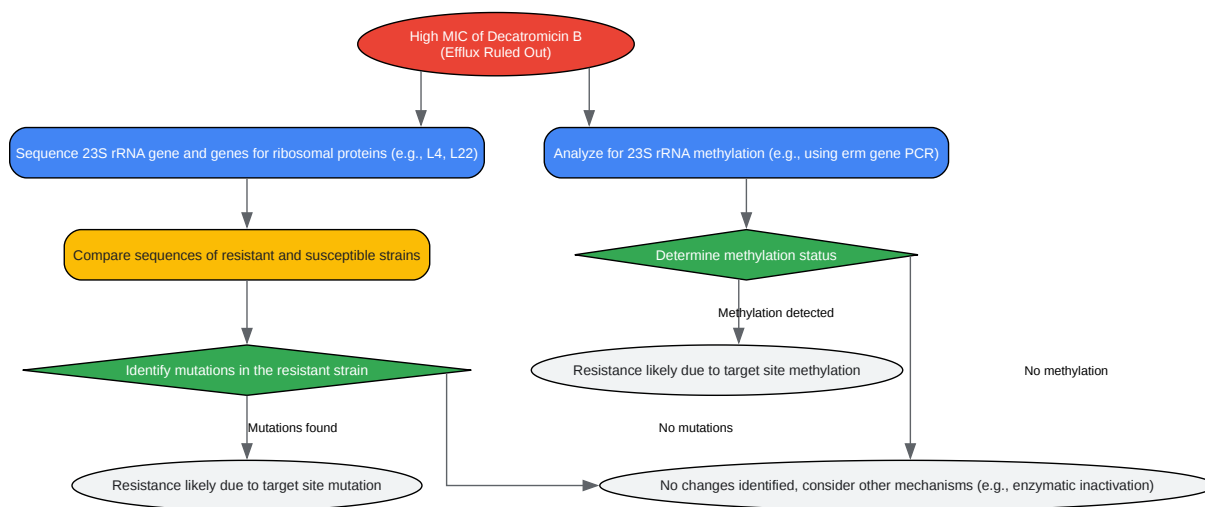 High MIC of Decatromicin B
(Efflux Ruled Out)
Sequence 23S rRNA gene and genes for ribosomal proteins (e.g., L4, L22)
Analyze for 23S rRNA methylation (e.g., using erm gene PCR)
Compare sequences of resistant and susceptible strains
Determine methylation status
Methylation detected
Identify mutations in the resistant strain
Resistance likely due to target site methylation
No methylation
Mutations found
No mutations
Resistance likely due to target site mutation
No changes identified, consider other mechanisms (e.g., enzymatic inactivation)